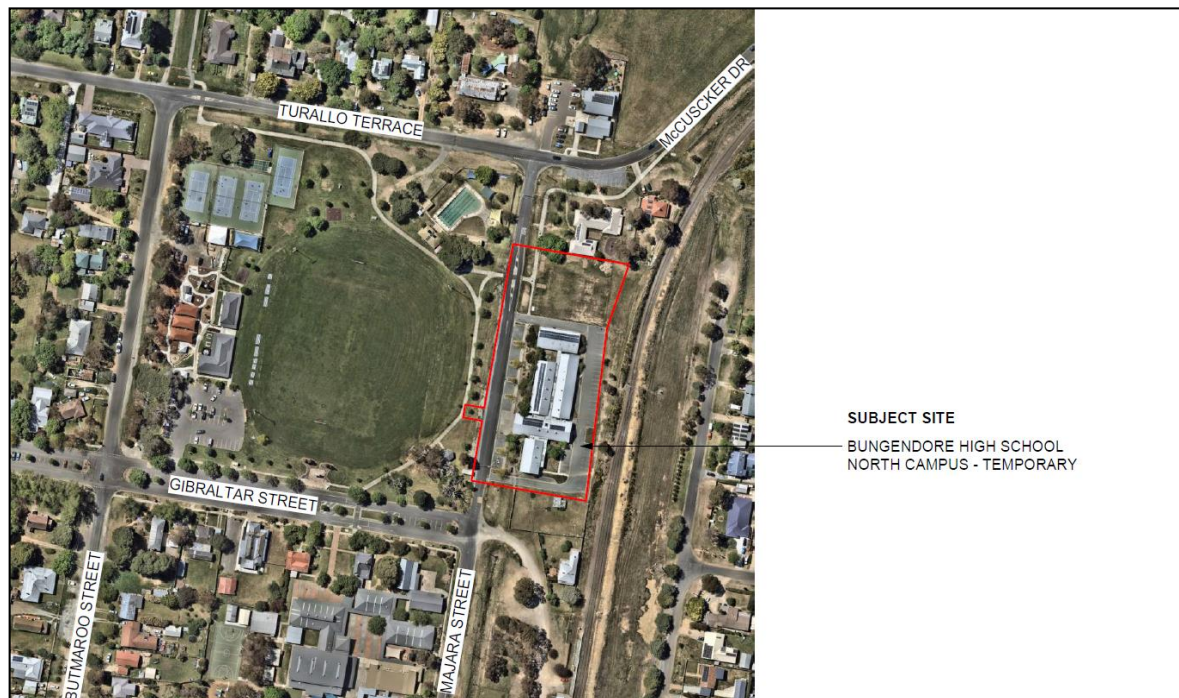 TURALLO TERRACE
McCUSCKER DR
SUBJECT SITE
BUNGENDORE HIGH SCHOOL
NORTH CAMPUS - TEMPORARY
GIBRALTAR STREET
BUTMAROO STREET
MAJARA STREET